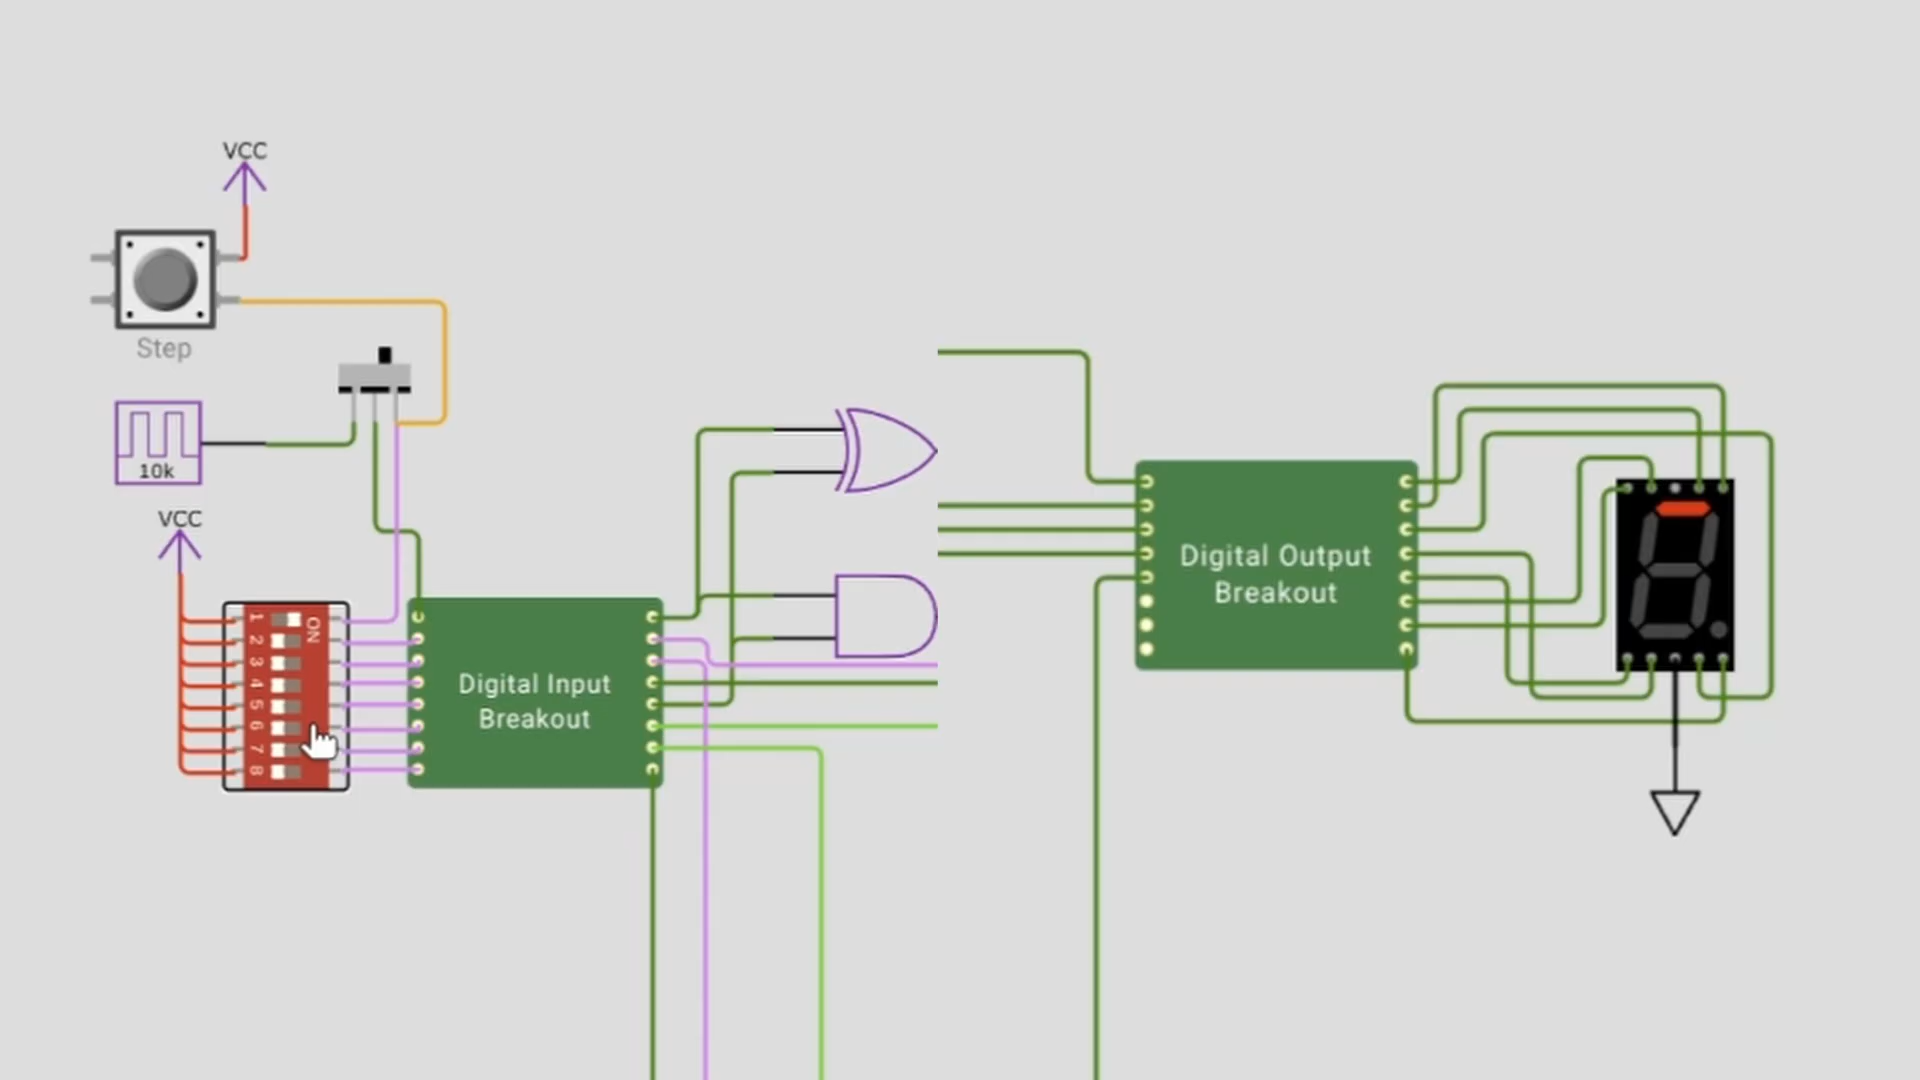 VCC
Step
10k
VCC
1
2
3
4
5
6
7
8
ON
Digital Input
Breakout
Digital Output
Breakout